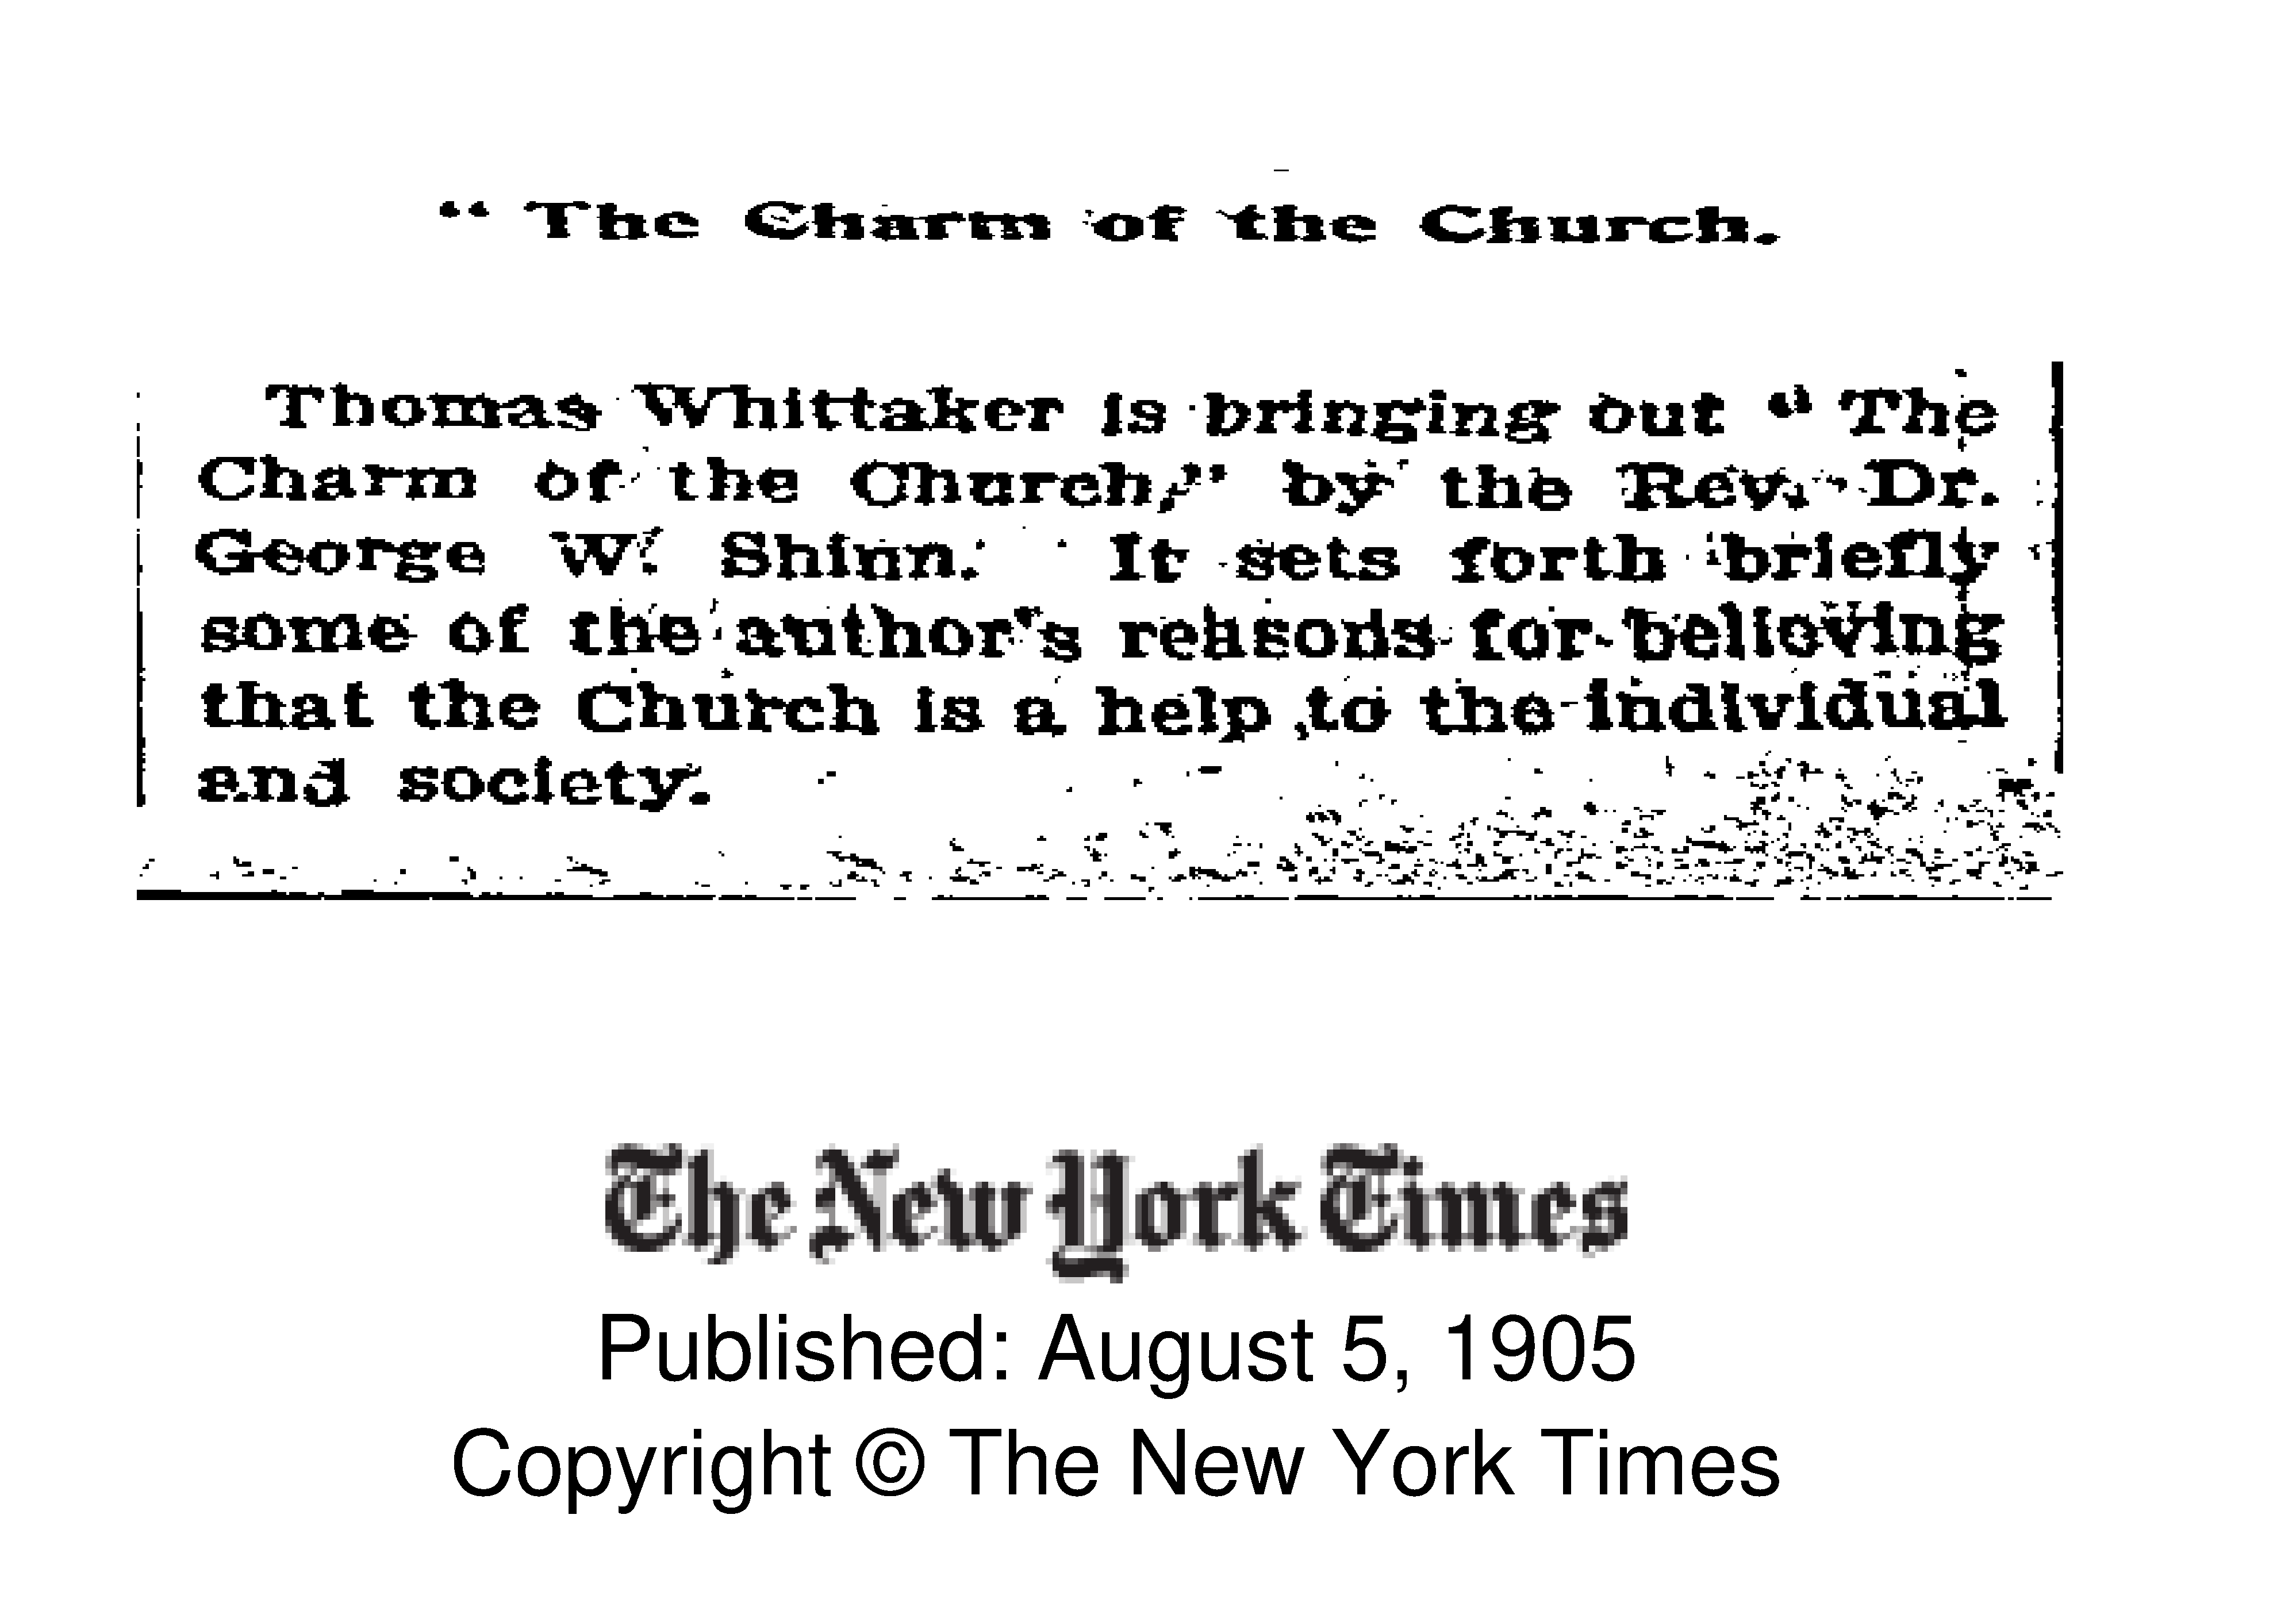 “ The Charm of the Church.
Thomas Whittaker is bringing out “ The
Charm of the Church,” by the Rev. Dr.
George W. Shinn. It sets forth briefly
some of the author's reasons for believing
that the Church is a help to the individual
and society.
The New York Times
Published: August 5, 1905
Copyright © The New York Times